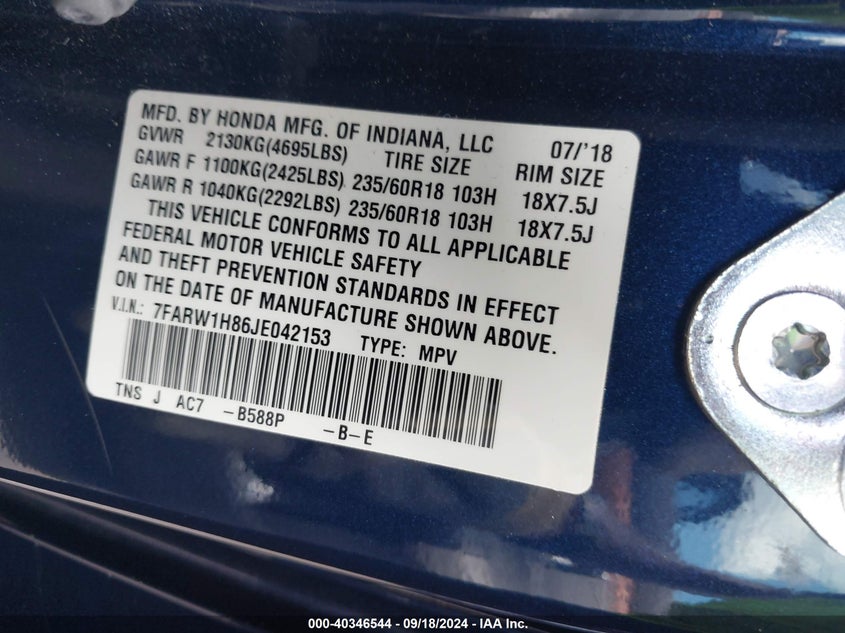 MFD. BY HONDA MFG. OF INDIANA, LLC 07/'18
GVWR 2130KG(4695LBS) TIRE SIZE RIM SIZE
GAWR F 1100KG(2425LBS) 235/60R18 103H 18X7.5J
GAWR R 1040KG(2292LBS) 235/60R18 103H 18X7.5J
THIS VEHICLE CONFORMS TO ALL APPLICABLE
FEDERAL MOTOR VEHICLE SAFETY
AND THEFT PREVENTION STANDARDS IN EFFECT
ON THE DATE OF MANUFACTURE SHOWN ABOVE.
V.I.N.: 7FARW1H86JE042153 TYPE: MPV
TNS J AC7 -B588P -B-E
000-40346544 - 09/18/2024 - IAA Inc.